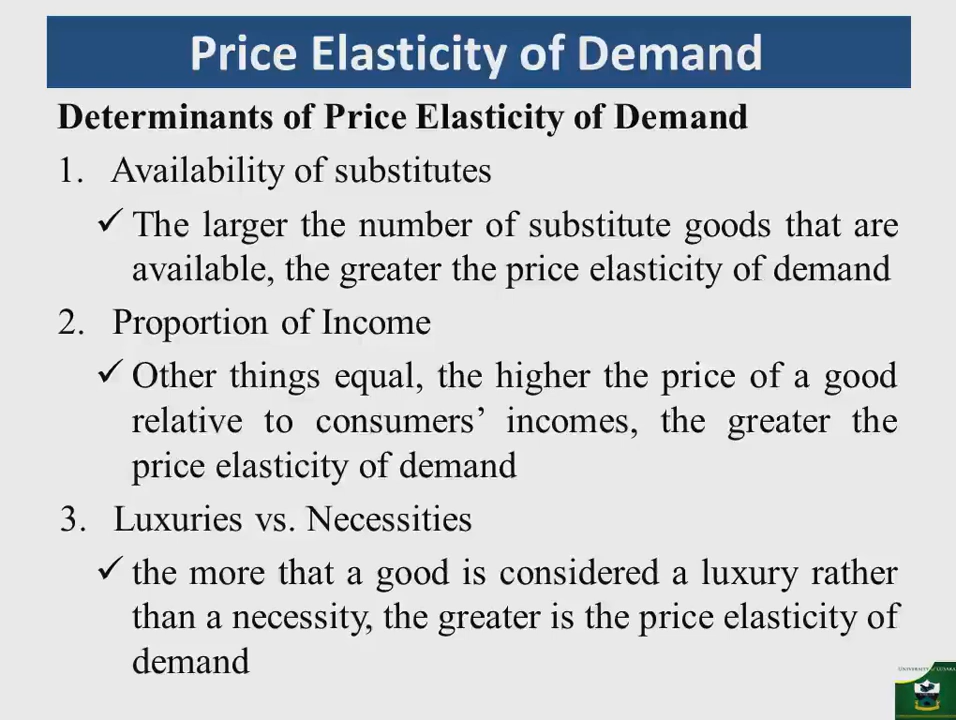 Price Elasticity of Demand
Determinants of Price Elasticity of Demand
1. Availability of substitutes
✓ The larger the number of substitute goods that are
available, the greater the price elasticity of demand
2. Proportion of Income
✓ Other things equal, the higher the price of a good
relative to consumers’ incomes, the greater the
price elasticity of demand
3. Luxuries vs. Necessities
✓ the more that a good is considered a luxury rather
than a necessity, the greater is the price elasticity of
demand
UNIVERSITY of LUSAKA